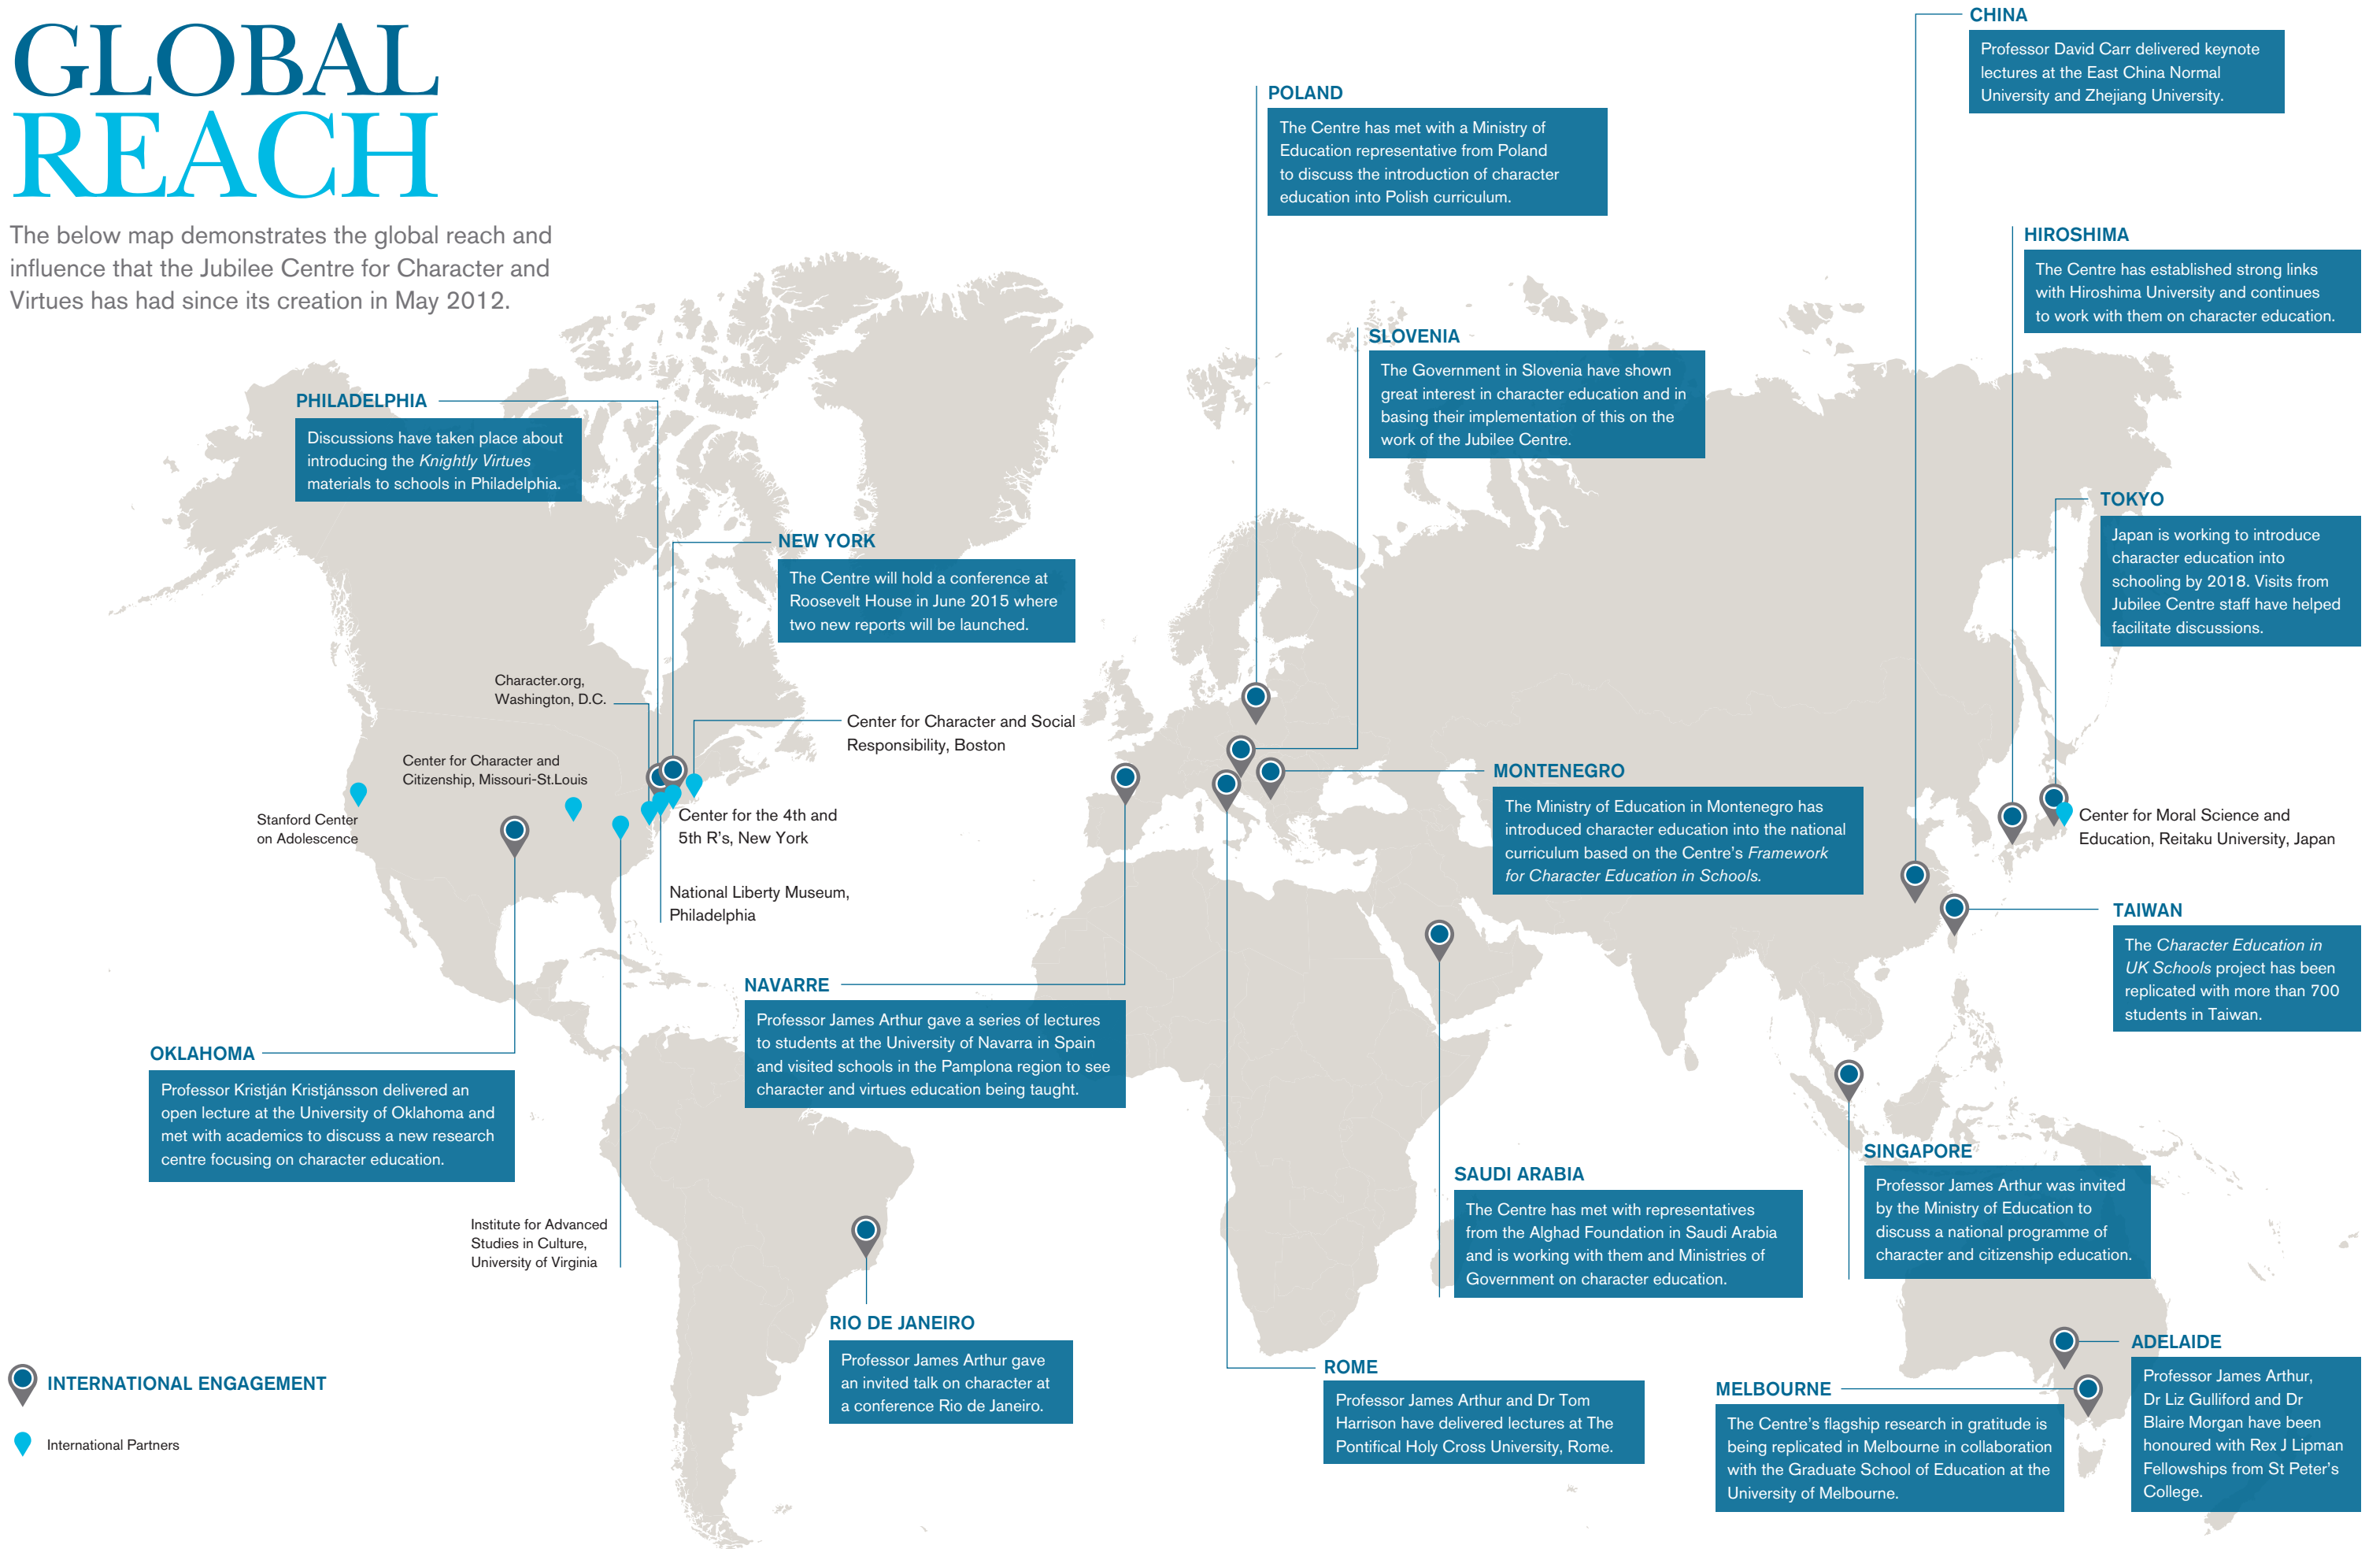 GLOBAL
REACH
The below map demonstrates the global reach and
influence that the Jubilee Centre for Character and
Virtues has had since its creation in May 2012.
CHINA
Professor David Carr delivered keynote
lectures at the East China Normal
University and Zhejiang University.
POLAND
The Centre has met with a Ministry of
Education representative from Poland
to discuss the introduction of character
education into Polish curriculum.
HIROSHIMA
The Centre has established strong links
with Hiroshima University and continues
to work with them on character education.
SLOVENIA
The Government in Slovenia have shown
great interest in character education and in
basing their implementation of this on the
work of the Jubilee Centre.
PHILADELPHIA
Discussions have taken place about
introducing the Knightly Virtues
materials to schools in Philadelphia.
TOKYO
Japan is working to introduce
character education into
schooling by 2018. Visits from
Jubilee Centre staff have helped
facilitate discussions.
NEW YORK
The Centre will hold a conference at
Roosevelt House in June 2015 where
two new reports will be launched.
Character.org,
Washington, D.C.
Center for Character and Social
Responsibility, Boston
Center for Character and
Citizenship, Missouri-St.Louis
MONTENEGRO
The Ministry of Education in Montenegro has
introduced character education into the national
curriculum based on the Centre's Framework
for Character Education in Schools.
Stanford Center
on Adolescence
Center for the 4th and
5th R's, New York
Center for Moral Science and
Education, Reitaku University, Japan
National Liberty Museum,
Philadelphia
TAIWAN
The Character Education in
UK Schools project has been
replicated with more than 700
students in Taiwan.
NAVARRE
Professor James Arthur gave a series of lectures
to students at the University of Navarra in Spain
and visited schools in the Pamplona region to see
character and virtues education being taught.
OKLAHOMA
Professor Kristján Kristjánsson delivered an
open lecture at the University of Oklahoma and
met with academics to discuss a new research
centre focusing on character education.
SINGAPORE
Professor James Arthur was invited
by the Ministry of Education to
discuss a national programme of
character and citizenship education.
SAUDI ARABIA
The Centre has met with representatives
from the Alghad Foundation in Saudi Arabia
and is working with them and Ministries of
Government on character education.
Institute for Advanced
Studies in Culture,
University of Virginia
RIO DE JANEIRO
Professor James Arthur gave
an invited talk on character at
a conference Rio de Janeiro.
ROME
Professor James Arthur and Dr Tom
Harrison have delivered lectures at The
Pontifical Holy Cross University, Rome.
ADELAIDE
Professor James Arthur,
Dr Liz Gulliford and Dr
Blaire Morgan have been
honoured with Rex J Lipman
Fellowships from St Peter's
College.
MELBOURNE
The Centre's flagship research in gratitude is
being replicated in Melbourne in collaboration
with the Graduate School of Education at the
University of Melbourne.
INTERNATIONAL ENGAGEMENT
International Partners